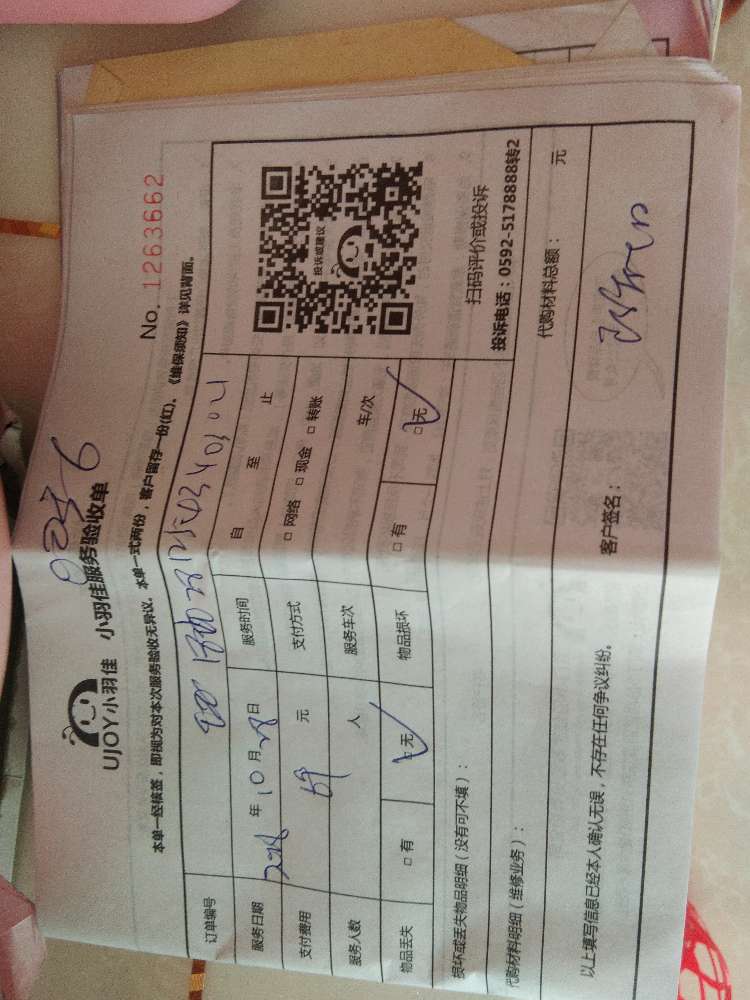 No. 1263662
UJOY小羽佳 小羽佳服务验收单
本单一经核签，即视为对本次服务验收无异议。本单一式两份，客户留存一份(红)。《维保须知》详见背面。
订单编号
服务日期 年 10 月 日 服务时间 自 至 止
支付费用 元 支付方式 □ 网络 □ 现金 □ 转账
服务人数 人 服务车次 车/次
物品丢失 □ 有 □ 无 物品损坏 □ 有 □ 无
投诉或建议
扫码评价或投诉
投诉电话：0592-5178888转2
损坏或丢失物品明细（没有可不填）：
代购材料明细（维修业务）： 代购材料总额： 元
以上填写信息已经本人确认无误，不存在任何争议纠纷。 客户签名：